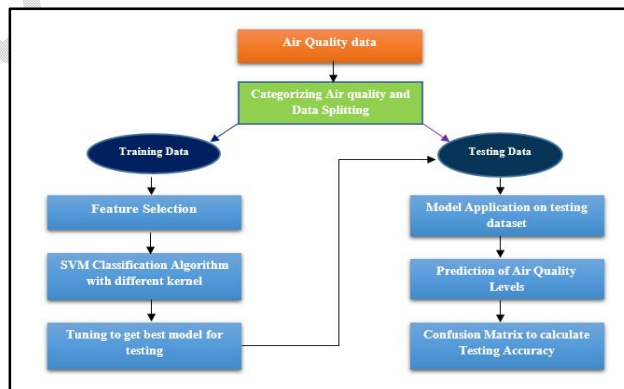 Air Quality data
Categorizing Air quality and
Data Splitting
Training Data
Testing Data
Feature Selection
SVM Classification Algorithm
with different kernel
Tuning to get best model for
testing
Model Application on testing
dataset
Prediction of Air Quality
Levels
Confusion Matrix to calculate
Testing Accuracy